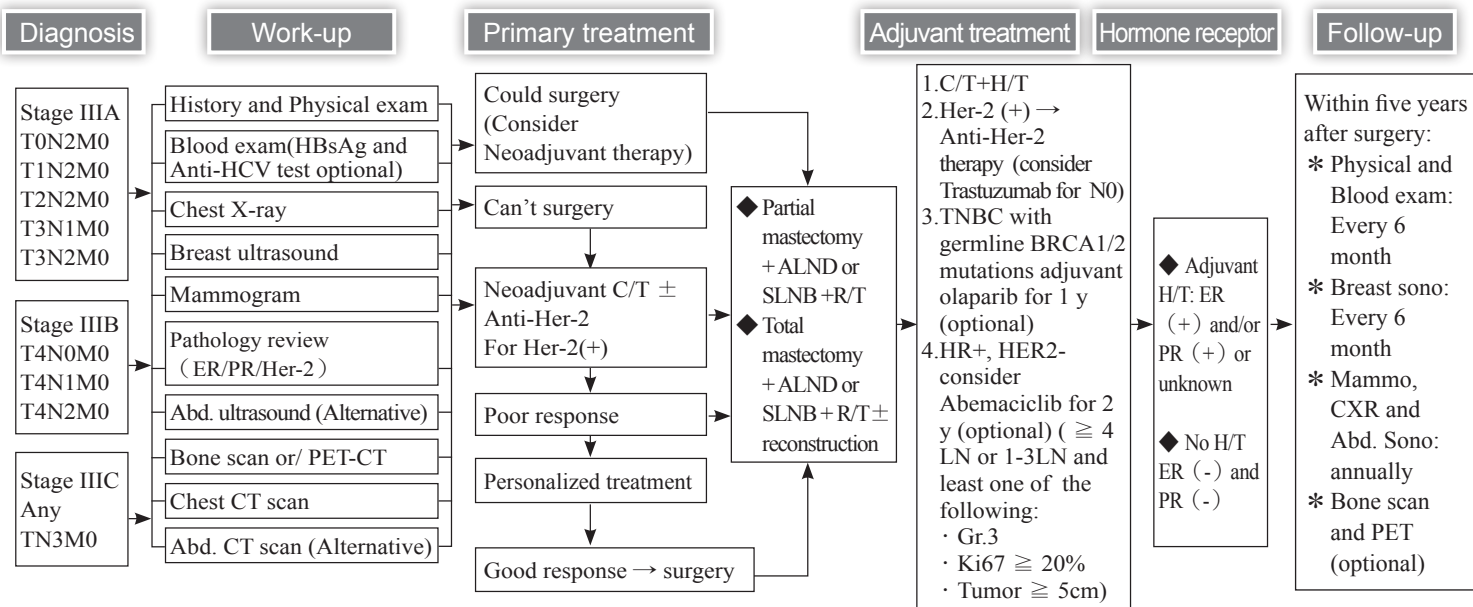 Diagnosis
Work-up
Primary treatment
Adjuvant treatment
Hormone receptor
Follow-up
Stage IIIA
T0N2M0
T1N2M0
T2N2M0
T3N1M0
T3N2M0
Stage IIIB
T4N0M0
T4N1M0
T4N2M0
Stage IIIC
Any
TN3M0
History and Physical exam
Blood exam(HBsAg and
Anti-HCV test optional)
Chest X-ray
Breast ultrasound
Mammogram
Pathology review
（ER/PR/Her-2）
Abd. ultrasound (Alternative)
Bone scan or/ PET-CT
Chest CT scan
Abd. CT scan (Alternative)
Could surgery
(Consider
Neoadjuvant therapy)
Can't surgery
Neoadjuvant C/T ±
Anti-Her-2
For Her-2(+)
Poor response
Personalized treatment
Good response → surgery
◆ Partial
mastectomy
+ ALND or
SLNB +R/T
◆ Total
mastectomy
+ ALND or
SLNB + R/T ±
reconstruction
1.C/T+H/T
2.Her-2 (+) →
Anti-Her-2
therapy (consider
Trastuzumab for N0)
3.TNBC with
germline BRCA1/2
mutations adjuvant
olaparib for 1 y
(optional)
4.HR+, HER2-
consider
Abemaciclib for 2
y (optional) ( ≧ 4
LN or 1-3LN and
least one of the
following:
· Gr.3
· Ki67 ≧ 20%
· Tumor ≧ 5cm)
◆ Adjuvant
H/T: ER
（+) and/or
PR（+) or
unknown
◆ No H/T
ER（-) and
PR（-)
Within five years
after surgery:
* Physical and
Blood exam:
Every 6
month
* Breast sono:
Every 6
month
* Mammo,
CXR and
Abd. Sono:
annually
* Bone scan
and PET
(optional)